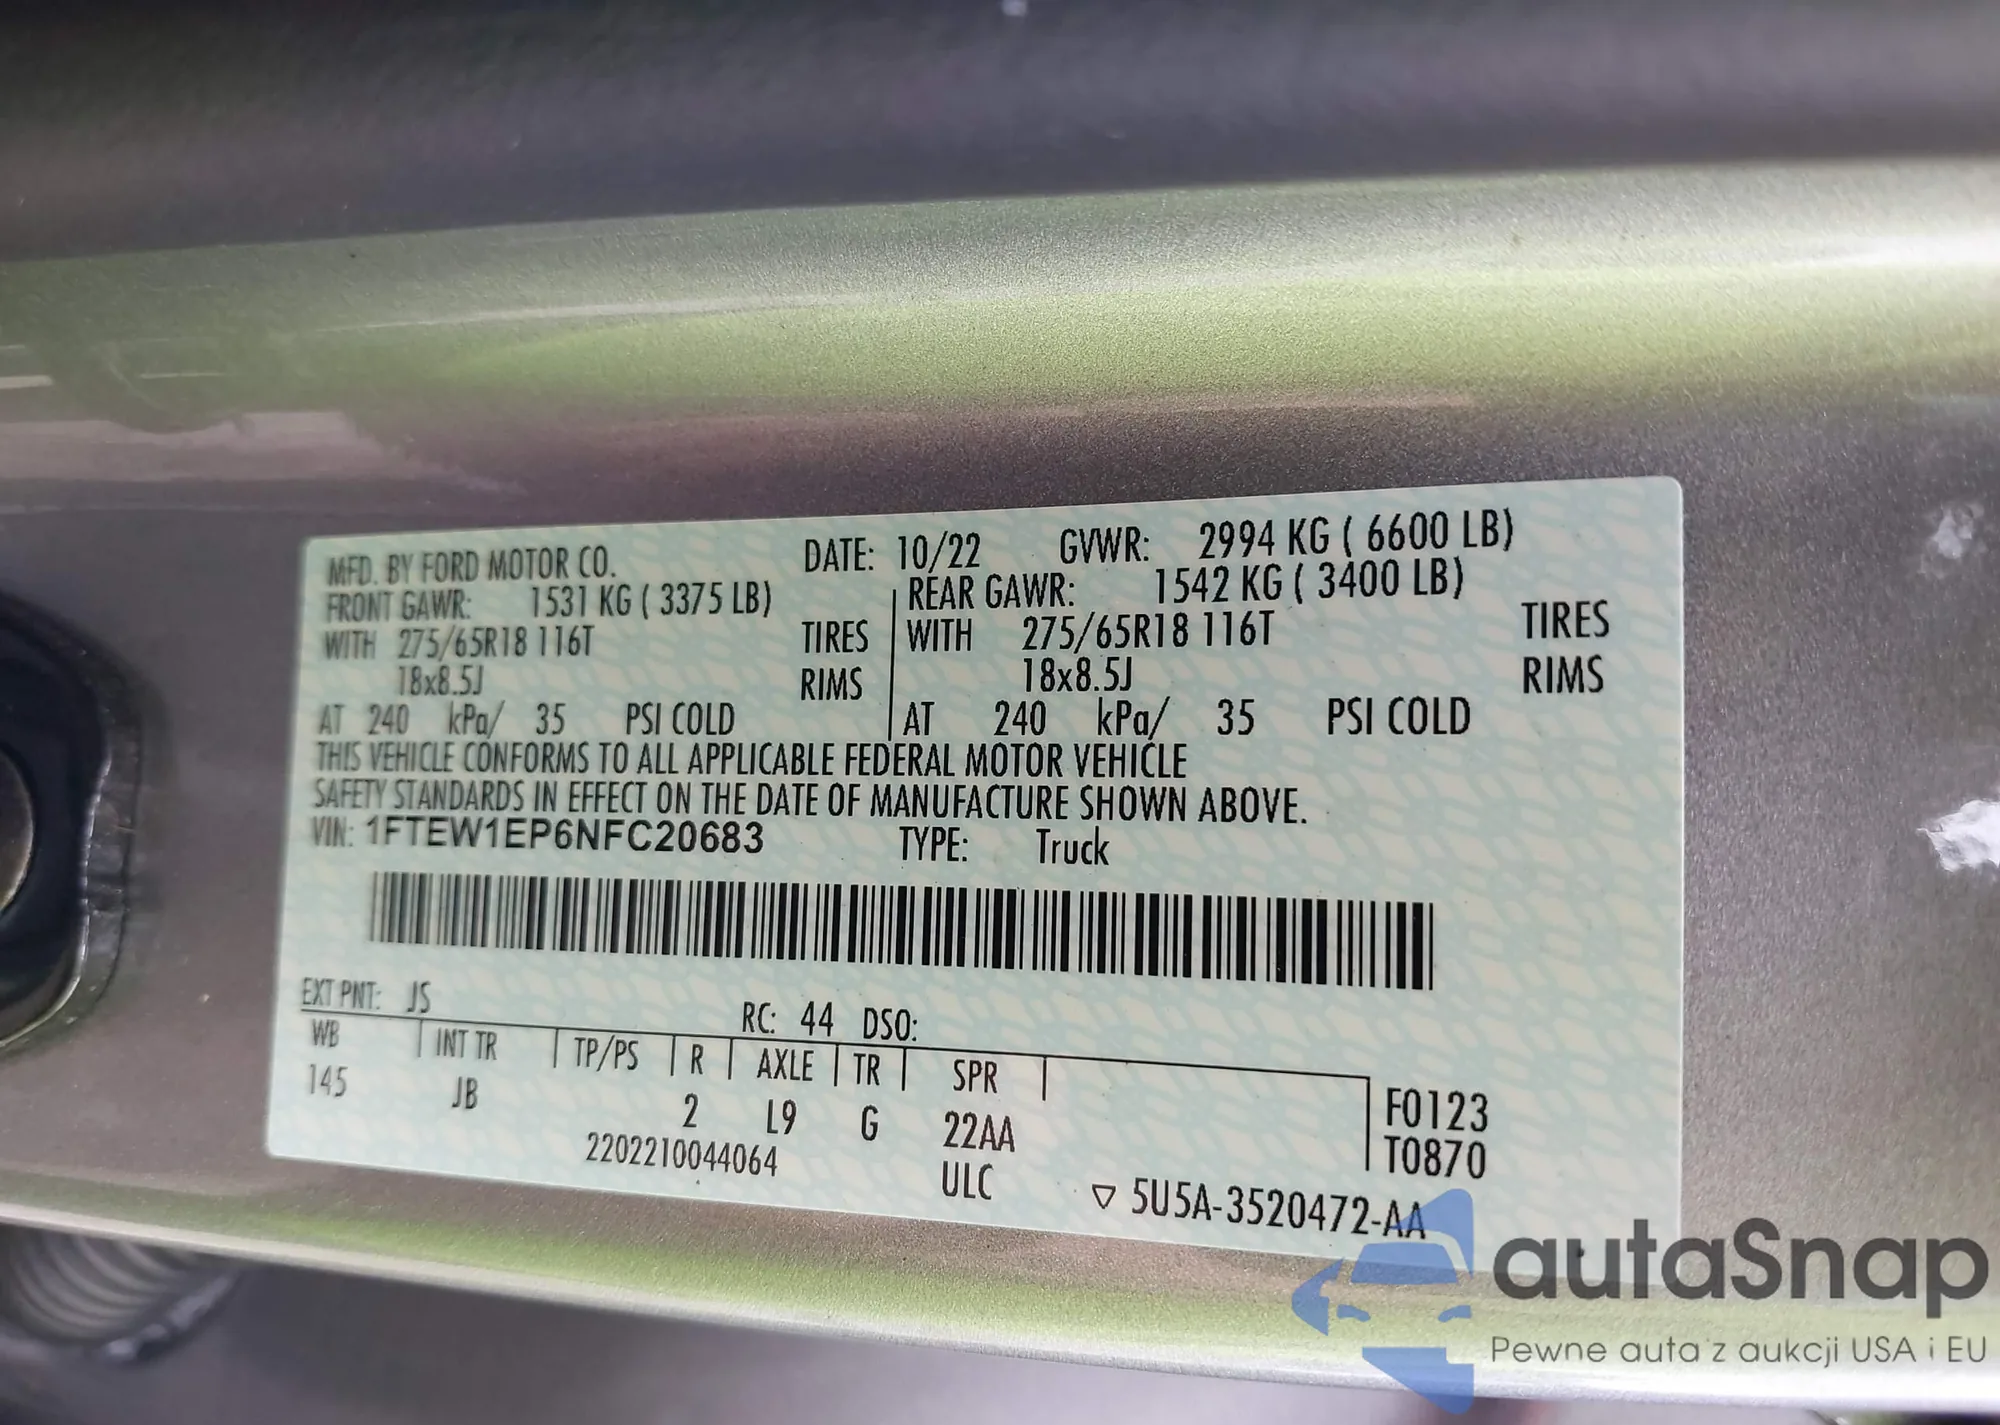 MFD. BY FORD MOTOR CO. DATE: 10/22 GVWR: 2994 KG ( 6600 LB)
FRONT GAWR: 1531 KG ( 3375 LB) REAR GAWR: 1542 KG ( 3400 LB)
WITH 275/65R18 116T TIRES WITH 275/65R18 116T TIRES
18x8.5J RIMS 18x8.5J RIMS
AT 240 kPa/ 35 PSI COLD AT 240 kPa/ 35 PSI COLD
THIS VEHICLE CONFORMS TO ALL APPLICABLE FEDERAL MOTOR VEHICLE
SAFETY STANDARDS IN EFFECT ON THE DATE OF MANUFACTURE SHOWN ABOVE.
VIN: 1FTEW1EP6NFC20683 TYPE: Truck
EXT PNT: JS RC: 44 DSO:
WB INT TR TP/PS R AXLE TR SPR
145 JB 2 L9 G 22AA F0123
T0870
2202210044064 ULC ▽ 5U5A-3520472-AA
autaSnap
Pewne auta z aukcji USA i EU